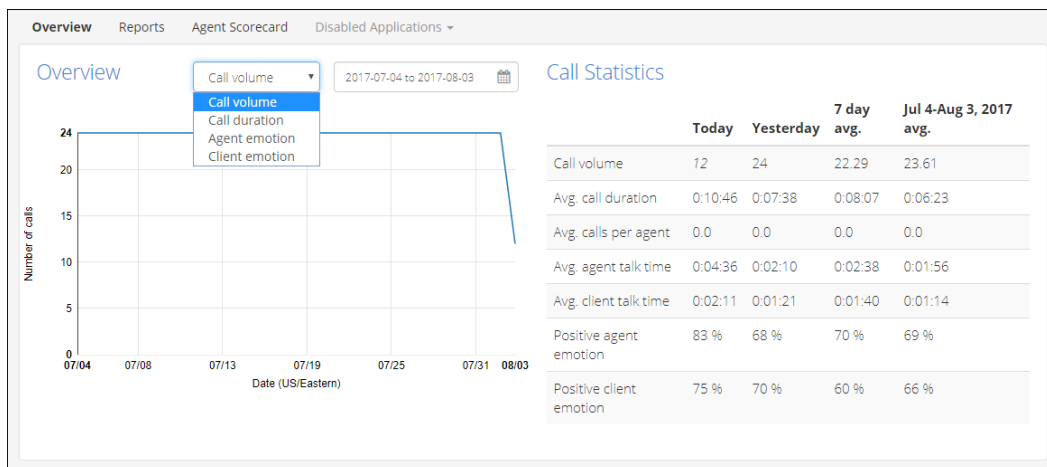 Overview Reports Agent Scorecard Disabled Applications
Overview
Call volume
2017-07-04 to 2017-08-03
Call volume
Call duration
Agent emotion
Client emotion
24
20
15
10
5
0
Number of calls
07/04 07/08 07/13 07/19 07/25 07/31 08/03
Date (US/Eastern)
Call Statistics
Today Yesterday 7 day avg. Jul 4-Aug 3, 2017 avg.
Call volume 12 24 22.29 23.61
Avg. call duration 0:10:46 0:07:38 0:08:07 0:06:23
Avg. calls per agent 0.0 0.0 0.0 0.0
Avg. agent talk time 0:04:36 0:02:10 0:02:38 0:01:56
Avg. client talk time 0:02:11 0:01:21 0:01:40 0:01:14
Positive agent emotion 83 % 68 % 70 % 69 %
Positive client emotion 75 % 70 % 60 % 66 %